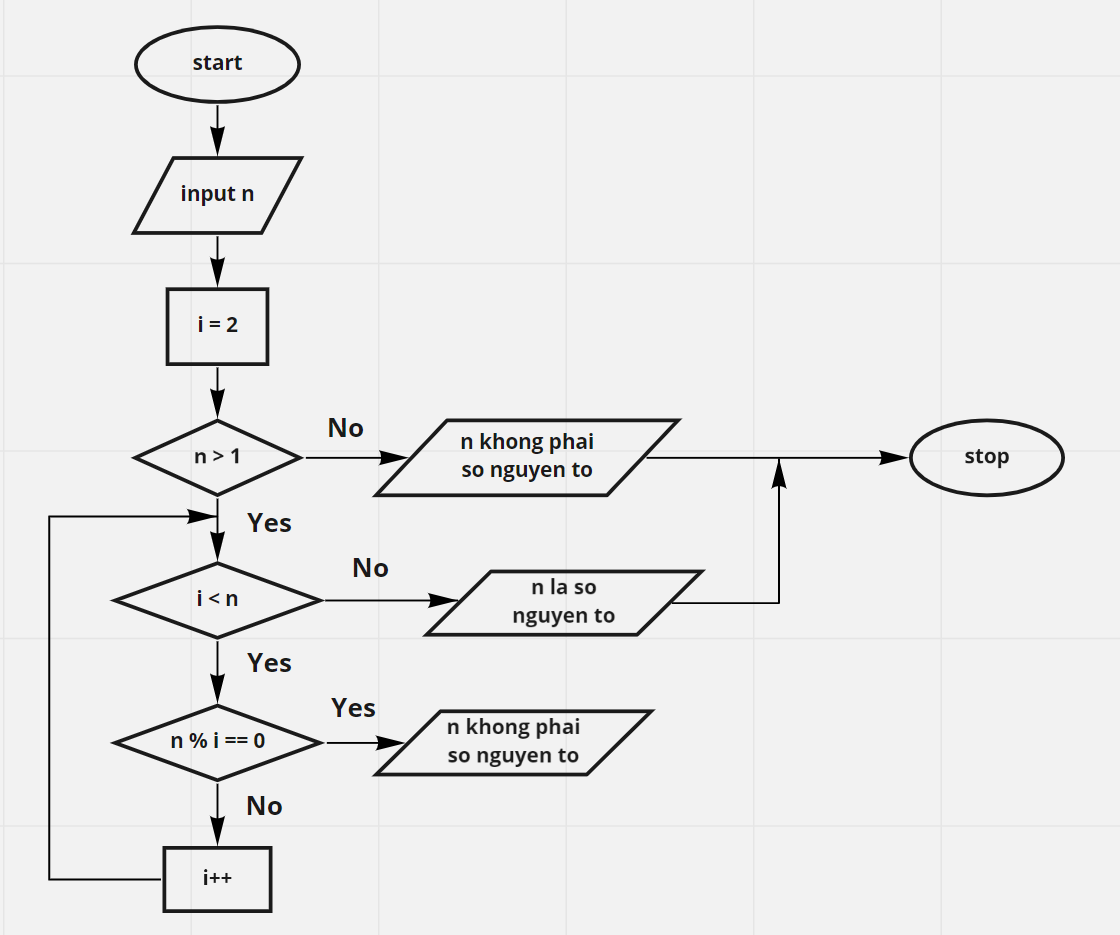 start
input n
i = 2
n > 1
No
n khong phai
so nguyen to
stop
Yes
i < n
No
n la so
nguyen to
Yes
n % i == 0
Yes
n khong phai
so nguyen to
No
i++